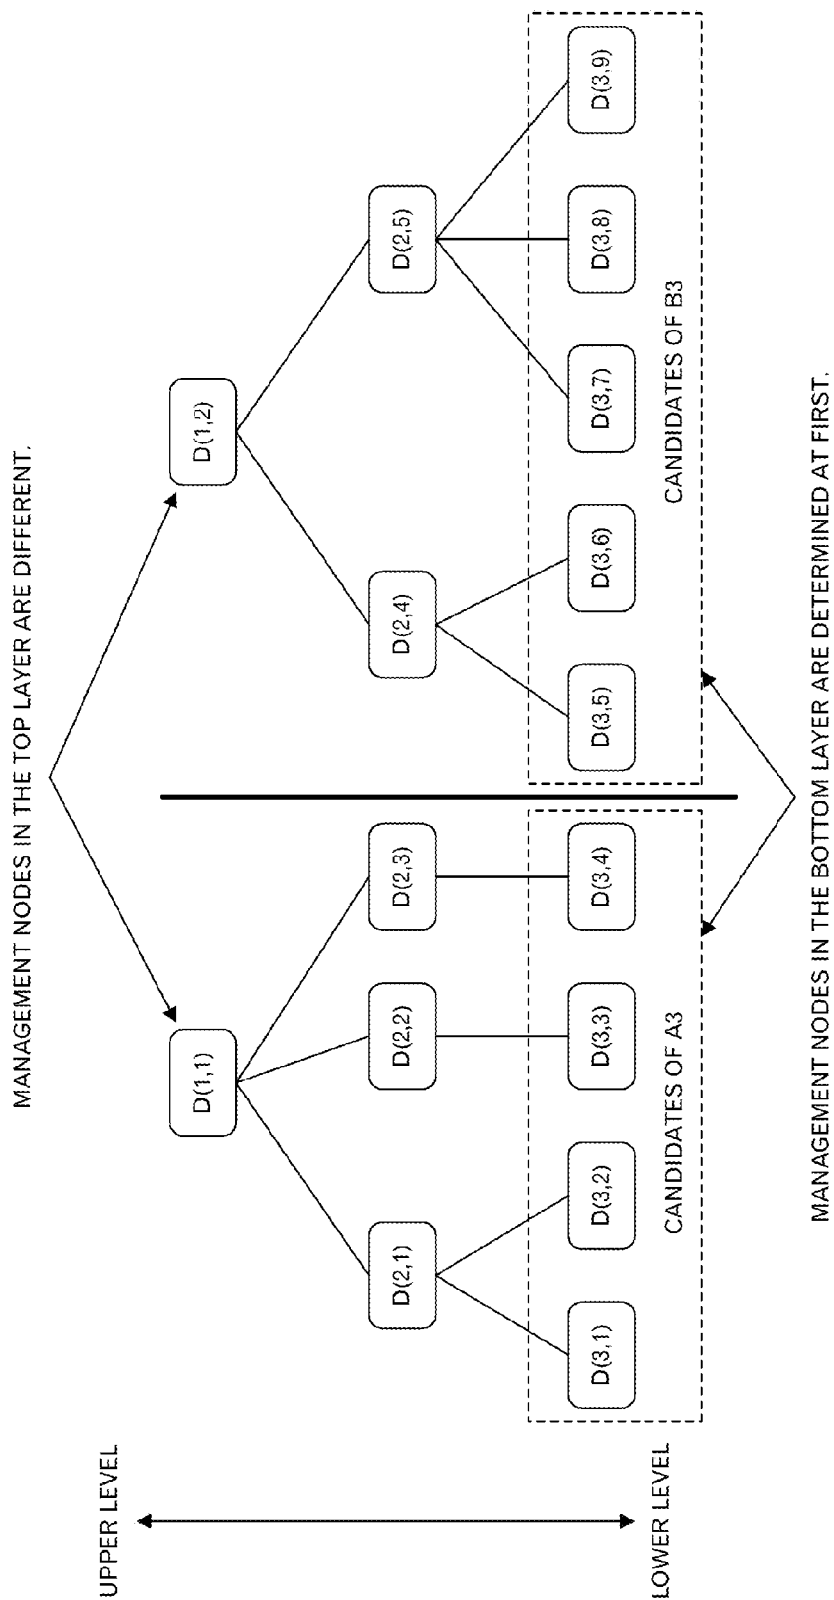 MANAGEMENT NODES IN THE TOP LAYER ARE DIFFERENT.
UPPER LEVEL
D(1,1)
D(1,2)
D(2,1)
D(2,2)
D(2,3)
D(2,4)
D(2,5)
D(3,1)
D(3,2)
D(3,3)
D(3,4)
D(3,5)
D(3,6)
D(3,7)
D(3,8)
D(3,9)
LOWER LEVEL
CANDIDATES OF A3
CANDIDATES OF B3
MANAGEMENT NODES IN THE BOTTOM LAYER ARE DETERMINED AT FIRST.